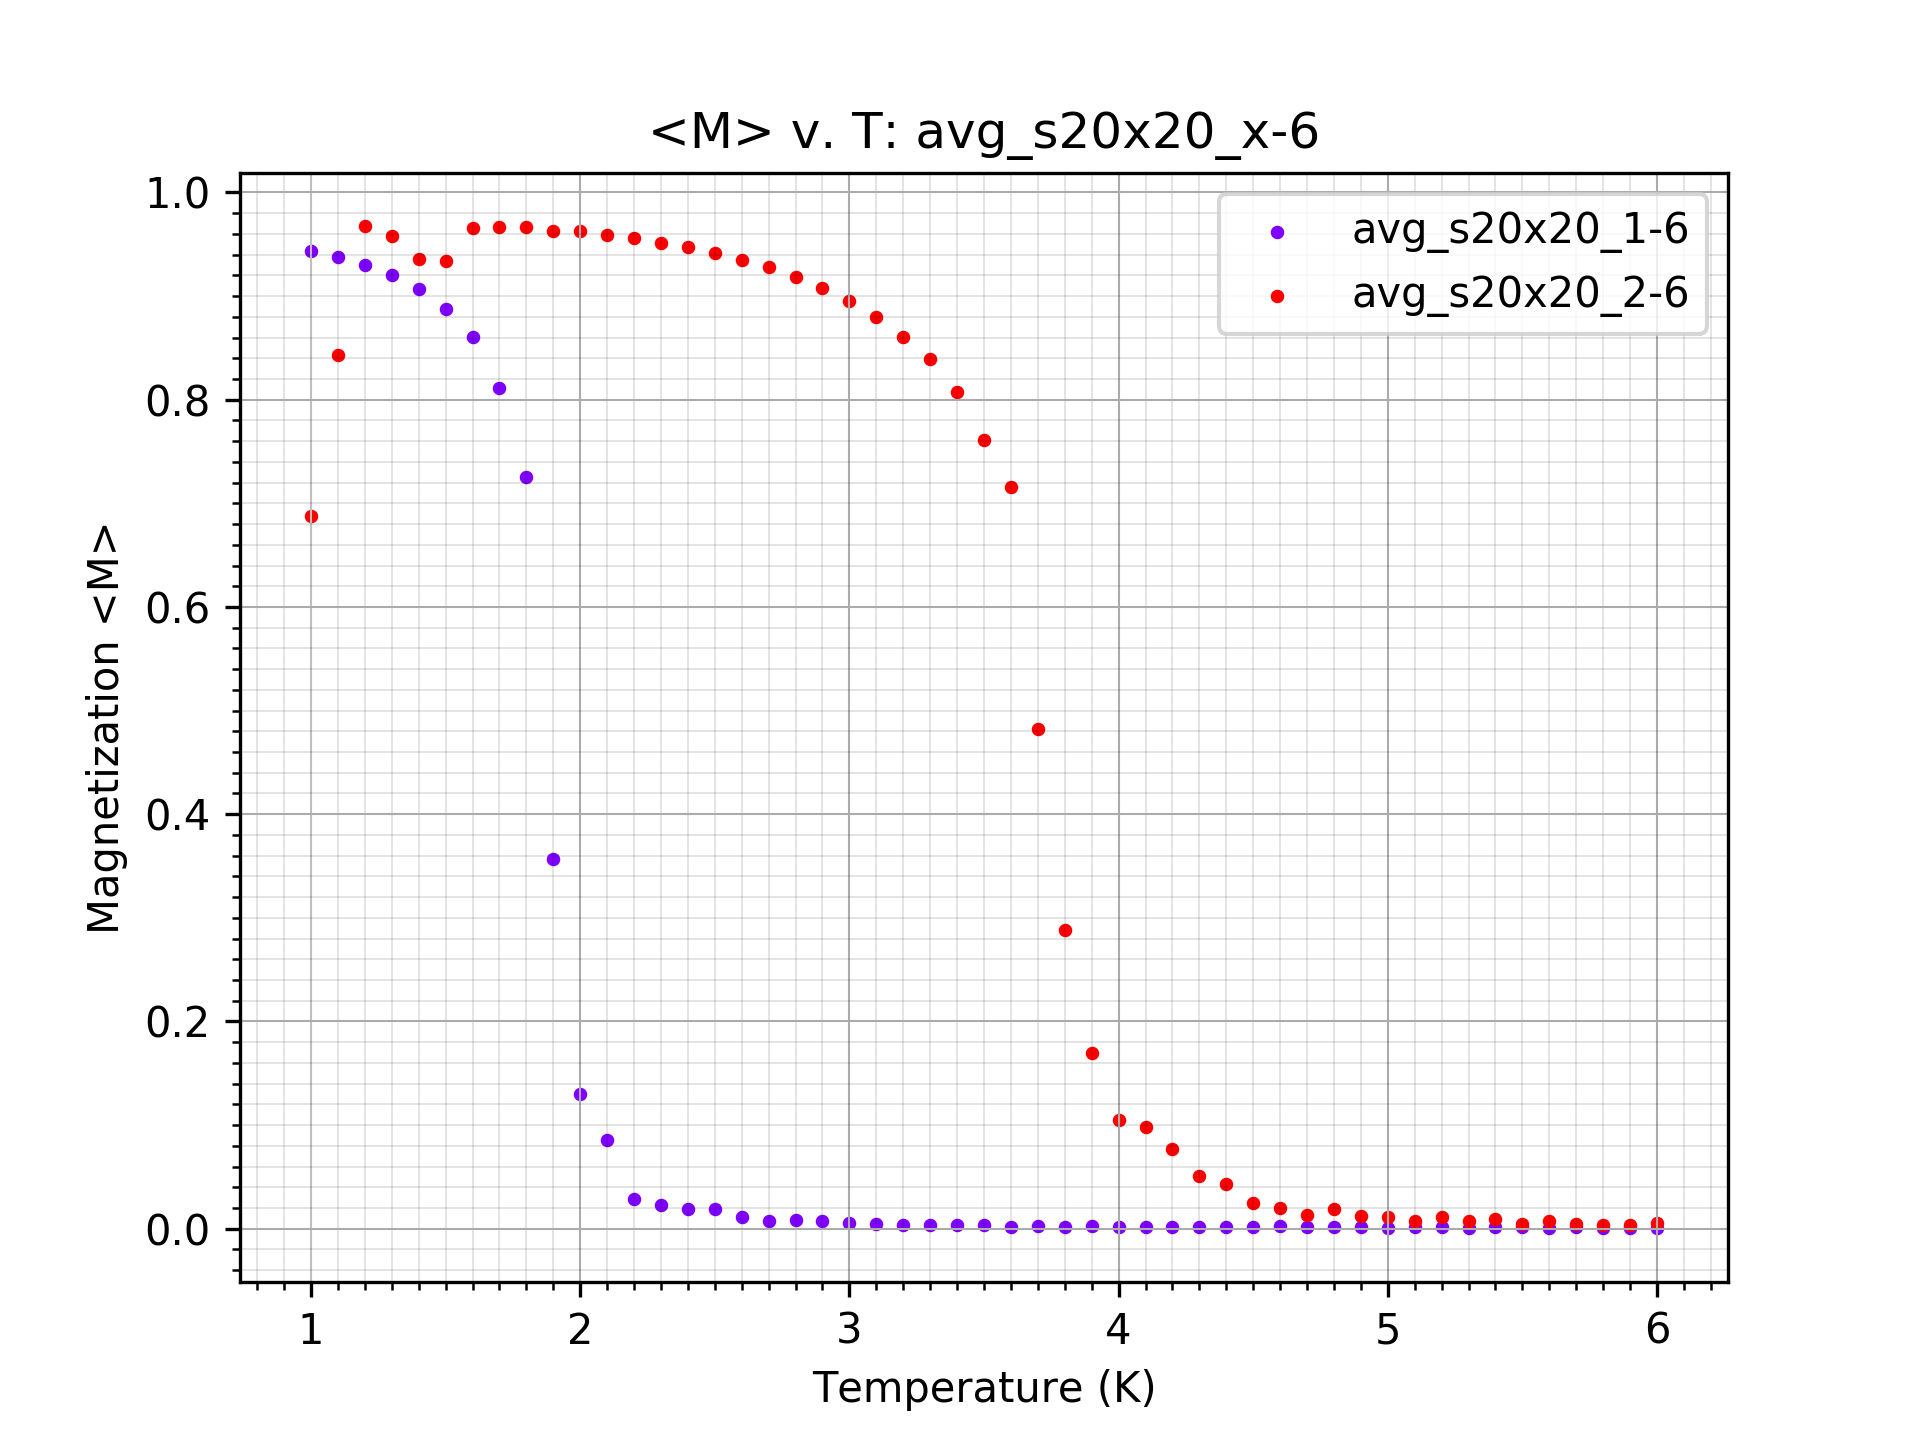 <M> v. T: avg_s20x20_x-6
avg_s20x20_1-6
avg_s20x20_2-6
1.0
0.8
0.6
0.4
0.2
0.0
Magnetization <M>
1 2 3 4 5 6
Temperature (K)